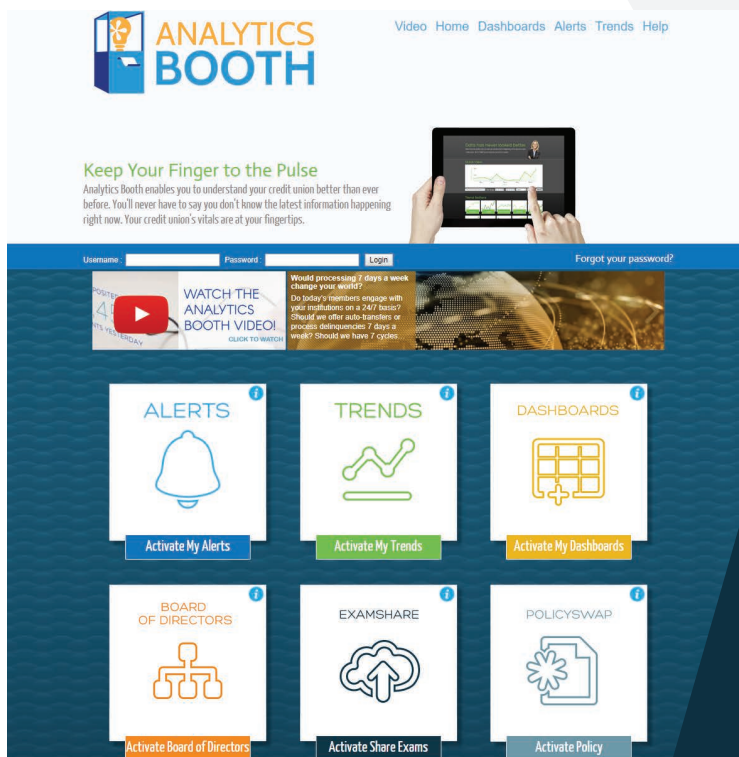 ANALYTICS
BOOTH
Video Home Dashboards Alerts Trends Help
Keep Your Finger to the Pulse
Analytics Booth enables you to understand your credit union better than ever
before. You'll never have to say you don't know the latest information happening
right now. Your credit union's vitals are at your fingertips.
Username :
Password :
Login
Forgot your password?
WATCH THE
ANALYTICS
BOOTH VIDEO!
CLICK TO WATCH
Would processing 7 days a week
change your world?
Do today's members engage with
your institutions on a 24/7 basis?
Should we offer auto-transfers or
process delinquencies 7 days a
week? Should we have 7 cycles...
ALERTS
Activate My Alerts
TRENDS
Activate My Trends
DASHBOARDS
Activate My Dashboards
BOARD
OF DIRECTORS
Activate Board of Directors
EXAMSHARE
Activate Share Exams
POLICYSWAP
Activate Policy